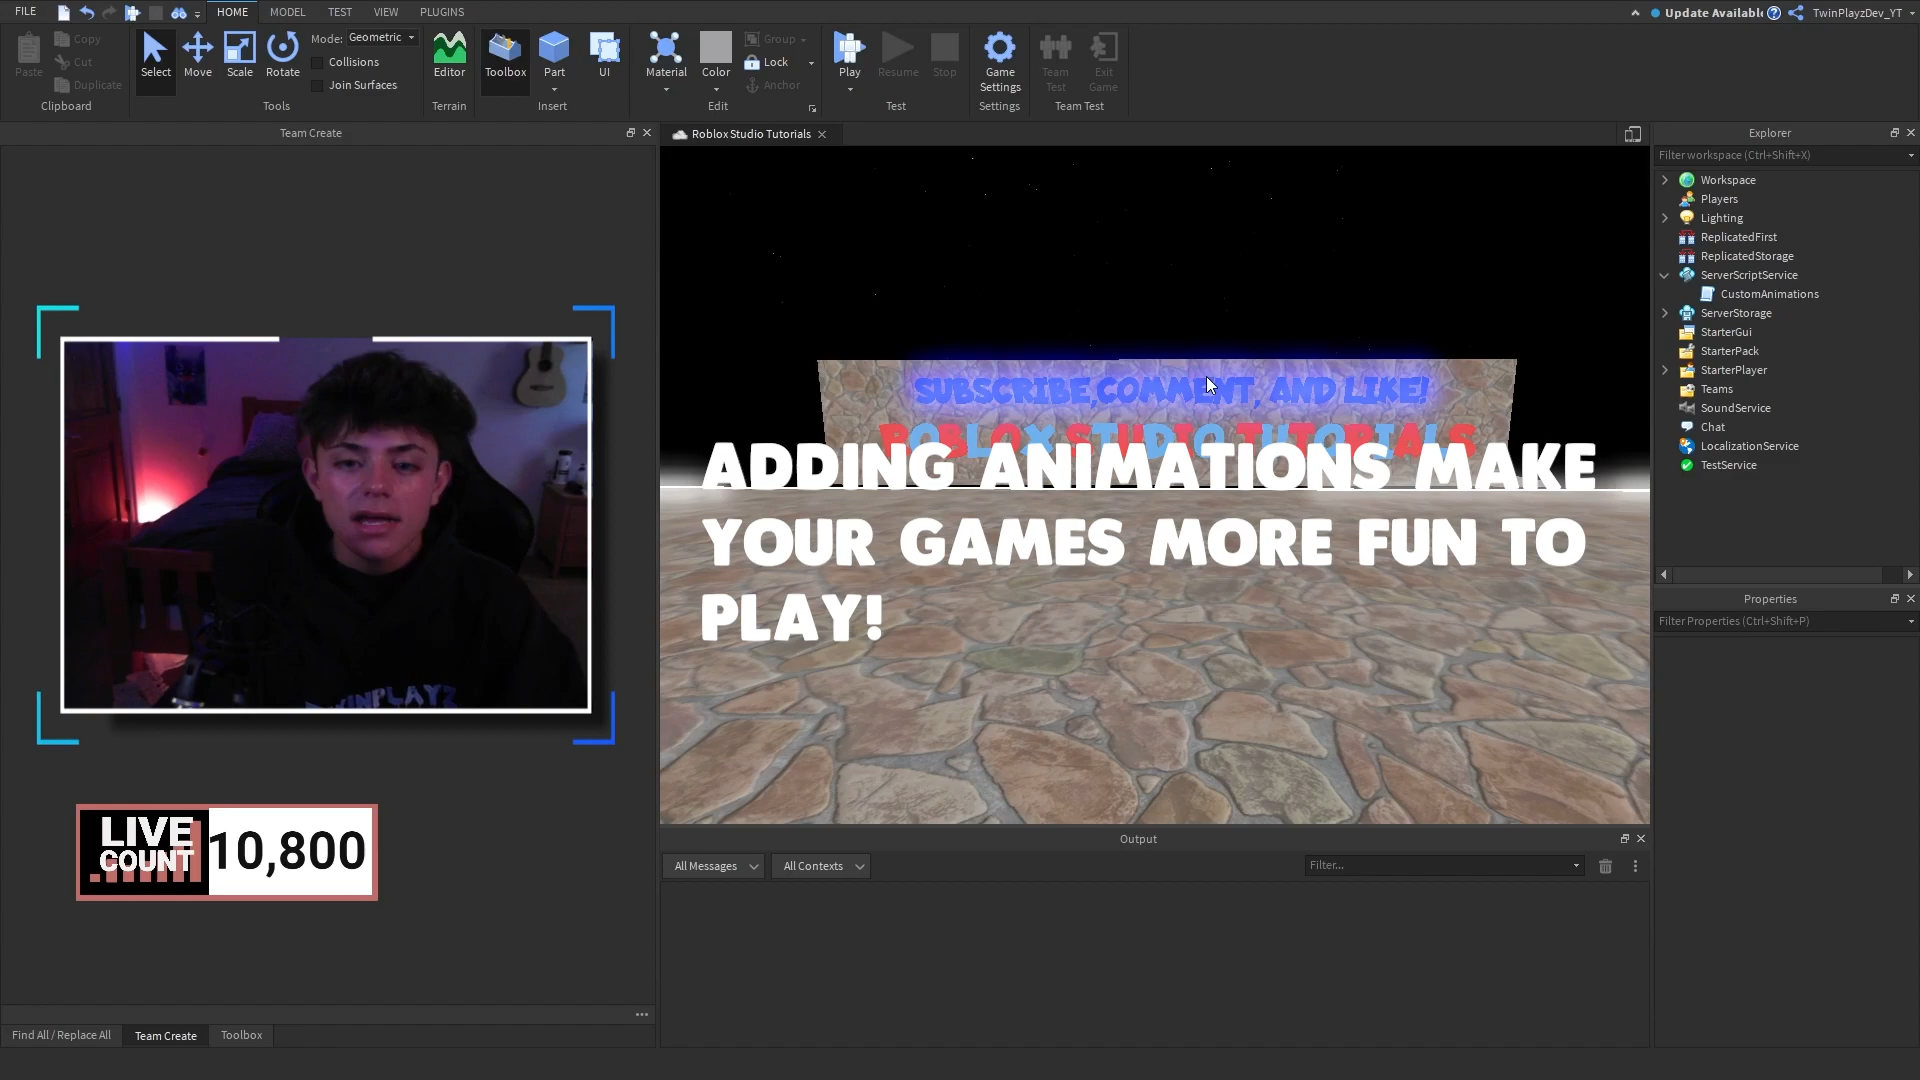 FILE
HOME
MODEL
TEST
VIEW
PLUGINS
Update Availabl
TwinPlayzDev_YT
Paste
Copy
Cut
Duplicate
Clipboard
Select
Move
Scale
Rotate
Mode: Geometric
Collisions
Join Surfaces
Tools
Editor
Terrain
Toolbox
Part
UI
Insert
Material
Color
Group
Lock
Anchor
Edit
Play
Resume
Stop
Test
Game
Settings
Settings
Team
Test
Exit
Game
Team Test
Team Create
Roblox Studio Tutorials
Explorer
Filter workspace (Ctrl+Shift+X)
Workspace
Players
Lighting
ReplicatedFirst
ReplicatedStorage
ServerScriptService
CustomAnimations
ServerStorage
StarterGui
StarterPack
StarterPlayer
Teams
SoundService
Chat
LocalizationService
TestService
Properties
Filter Properties (Ctrl+Shift+P)
SUBSCRIBE,COMMENT, AND LIKE!
ROBLOX STUDIO TUTORIALS
ADDING ANIMATIONS MAKE
YOUR GAMES MORE FUN TO
PLAY!
LIVE
COUNT
10,800
Output
All Messages
All Contexts
Filter...
Find All / Replace All
Team Create
Toolbox